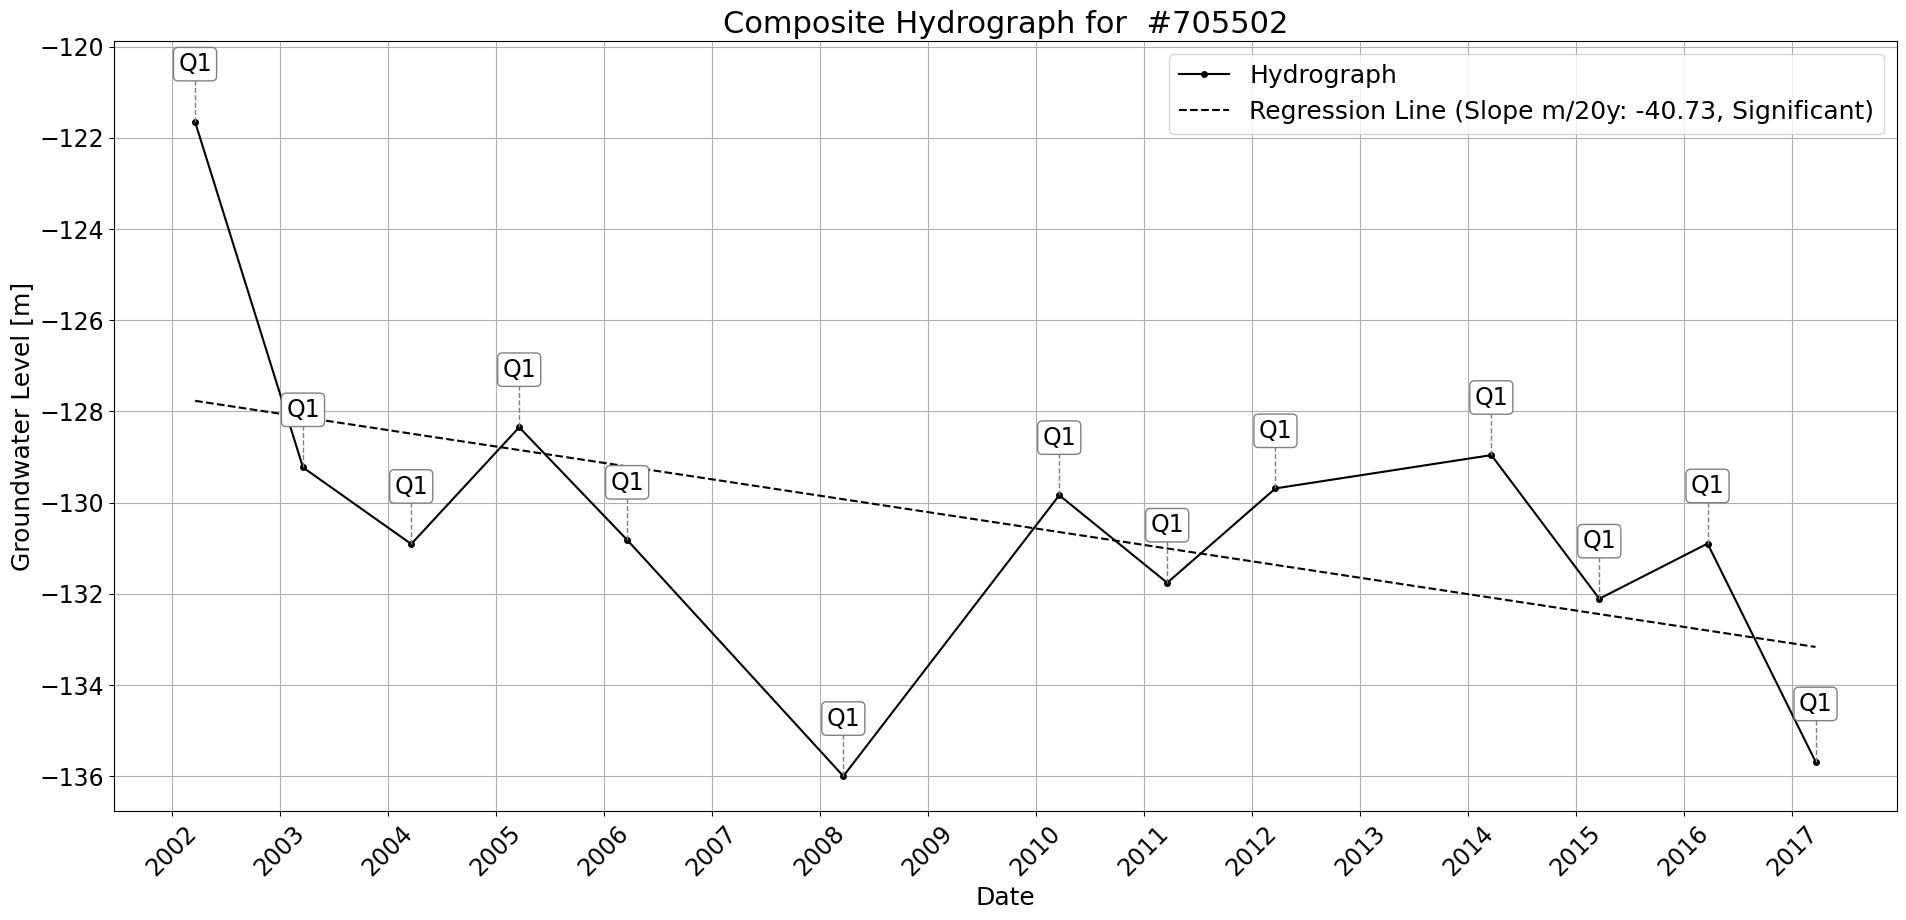 Composite Hydrograph for  #705502
Hydrograph
Regression Line (Slope m/20y: -40.73, Significant)
Groundwater Level [m]
−120
−122
−124
−126
−128
−130
−132
−134
−136
Q1
Q1
Q1
Q1
Q1
Q1
Q1
Q1
Q1
Q1
Q1
Q1
Q1
2002
2003
2004
2005
2006
2007
2008
2009
2010
2011
2012
2013
2014
2015
2016
2017
Date